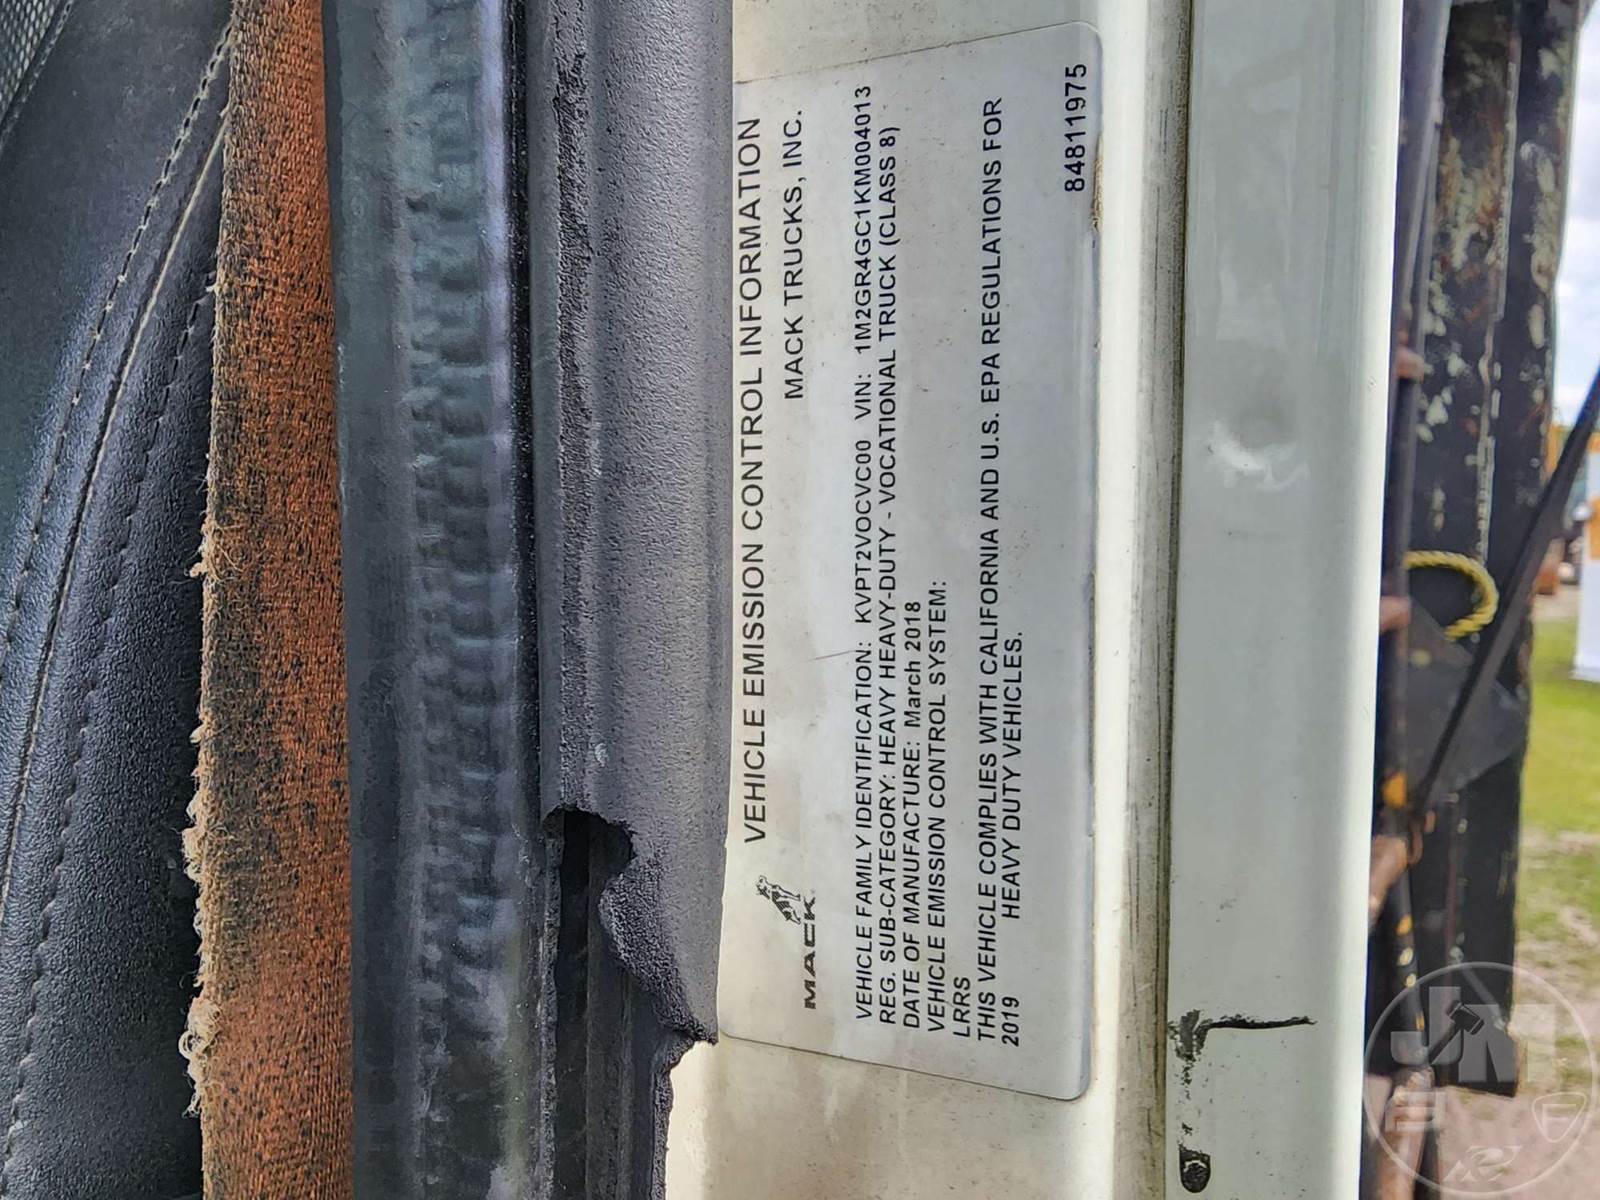 VEHICLE EMISSION CONTROL INFORMATION
MACK TRUCKS, INC.
MACK
VEHICLE FAMILY IDENTIFICATION: KVPT2VOCVC00 VIN: 1M2GR4GC1KM004013
REG. SUB-CATEGORY: HEAVY HEAVY-DUTY - VOCATIONAL TRUCK (CLASS 8)
DATE OF MANUFACTURE: March 2018
VEHICLE EMISSION CONTROL SYSTEM:
LRS
THIS VEHICLE COMPLIES WITH CALIFORNIA AND U.S. EPA REGULATIONS FOR
2019 HEAVY DUTY VEHICLES.
84811975
JM